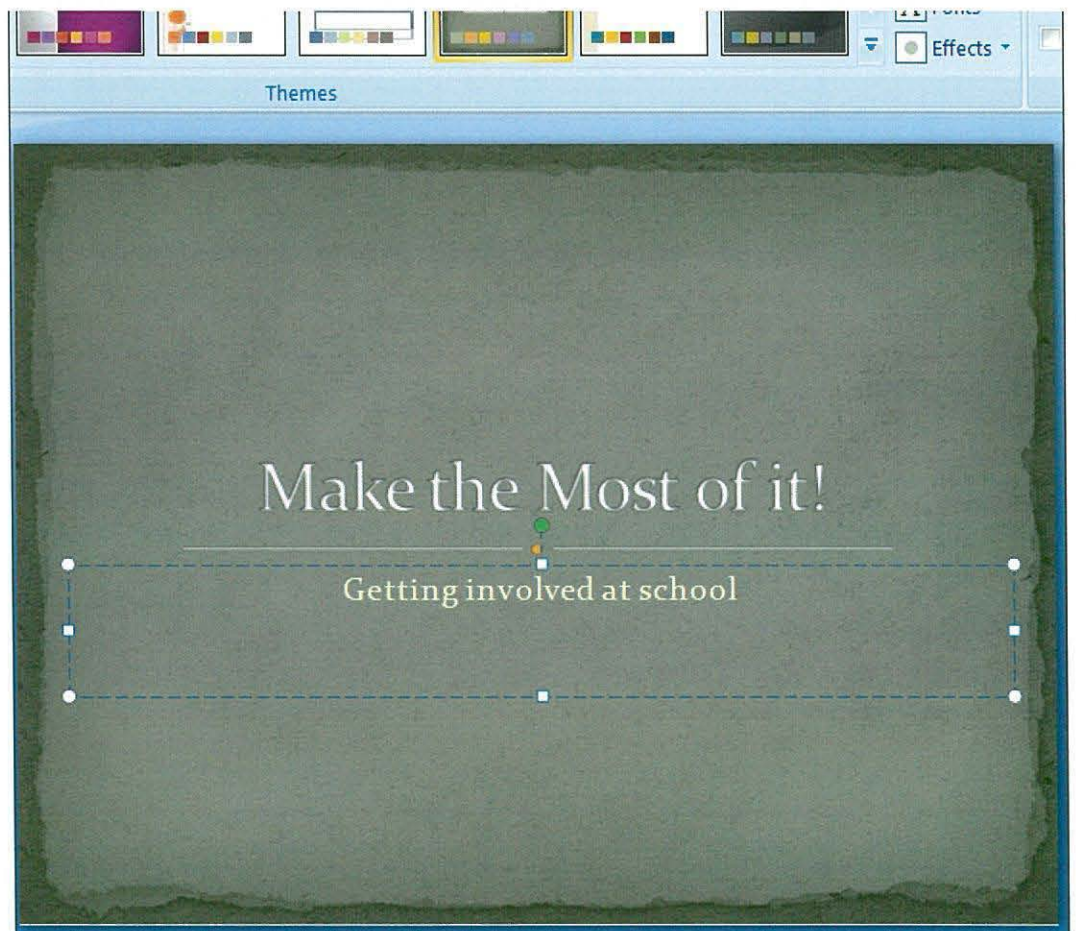 Effects
Themes
Make the Most of it!
Getting involved at school